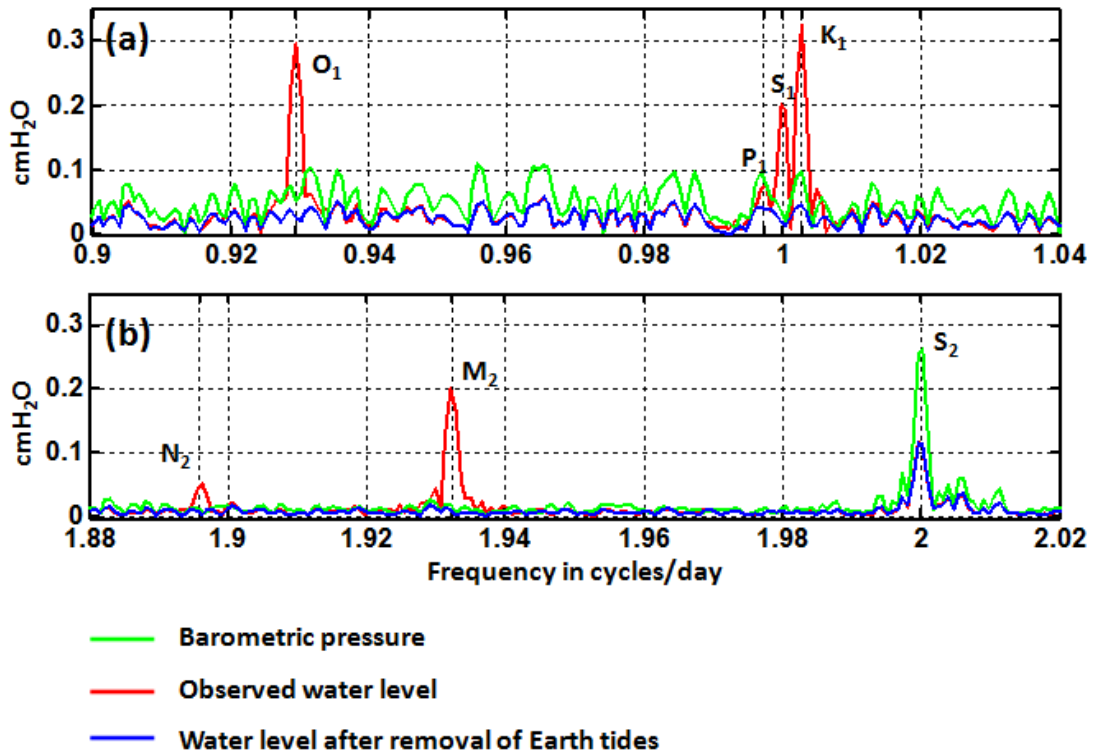 (a)
O₁
P₁
S₁
K₁
cmH₂O
0.3
0.2
0.1
0
0.9 0.92 0.94 0.96 0.98 1 1.02 1.04
(b)
N₂
M₂
S₂
cmH₂O
0.3
0.2
0.1
0
1.88 1.9 1.92 1.94 1.96 1.98 2 2.02
Frequency in cycles/day
Barometric pressure
Observed water level
Water level after removal of Earth tides